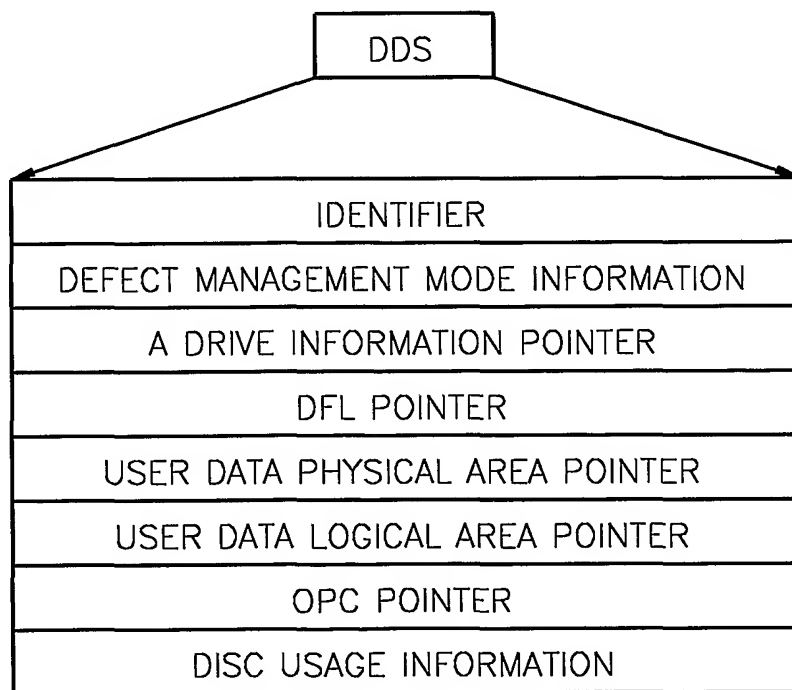 DDS
IDENTIFIER
DEFECT MANAGEMENT MODE INFORMATION
A DRIVE INFORMATION POINTER
DFL POINTER
USER DATA PHYSICAL AREA POINTER
USER DATA LOGICAL AREA POINTER
OPC POINTER
DISC USAGE INFORMATION